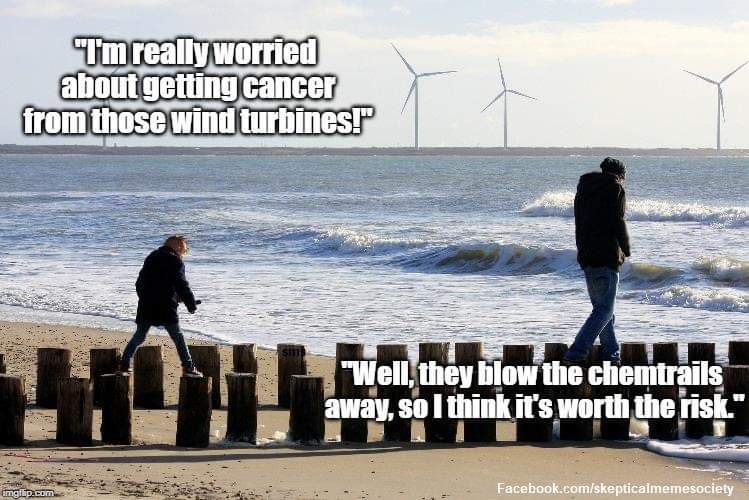 "I'm really worried
about getting cancer
from those wind turbines!"
sms
"Well, they blow the chemtrails
away, so I think it's worth the risk."
imgflip.com
Facebook.com/skepticalmemesociety